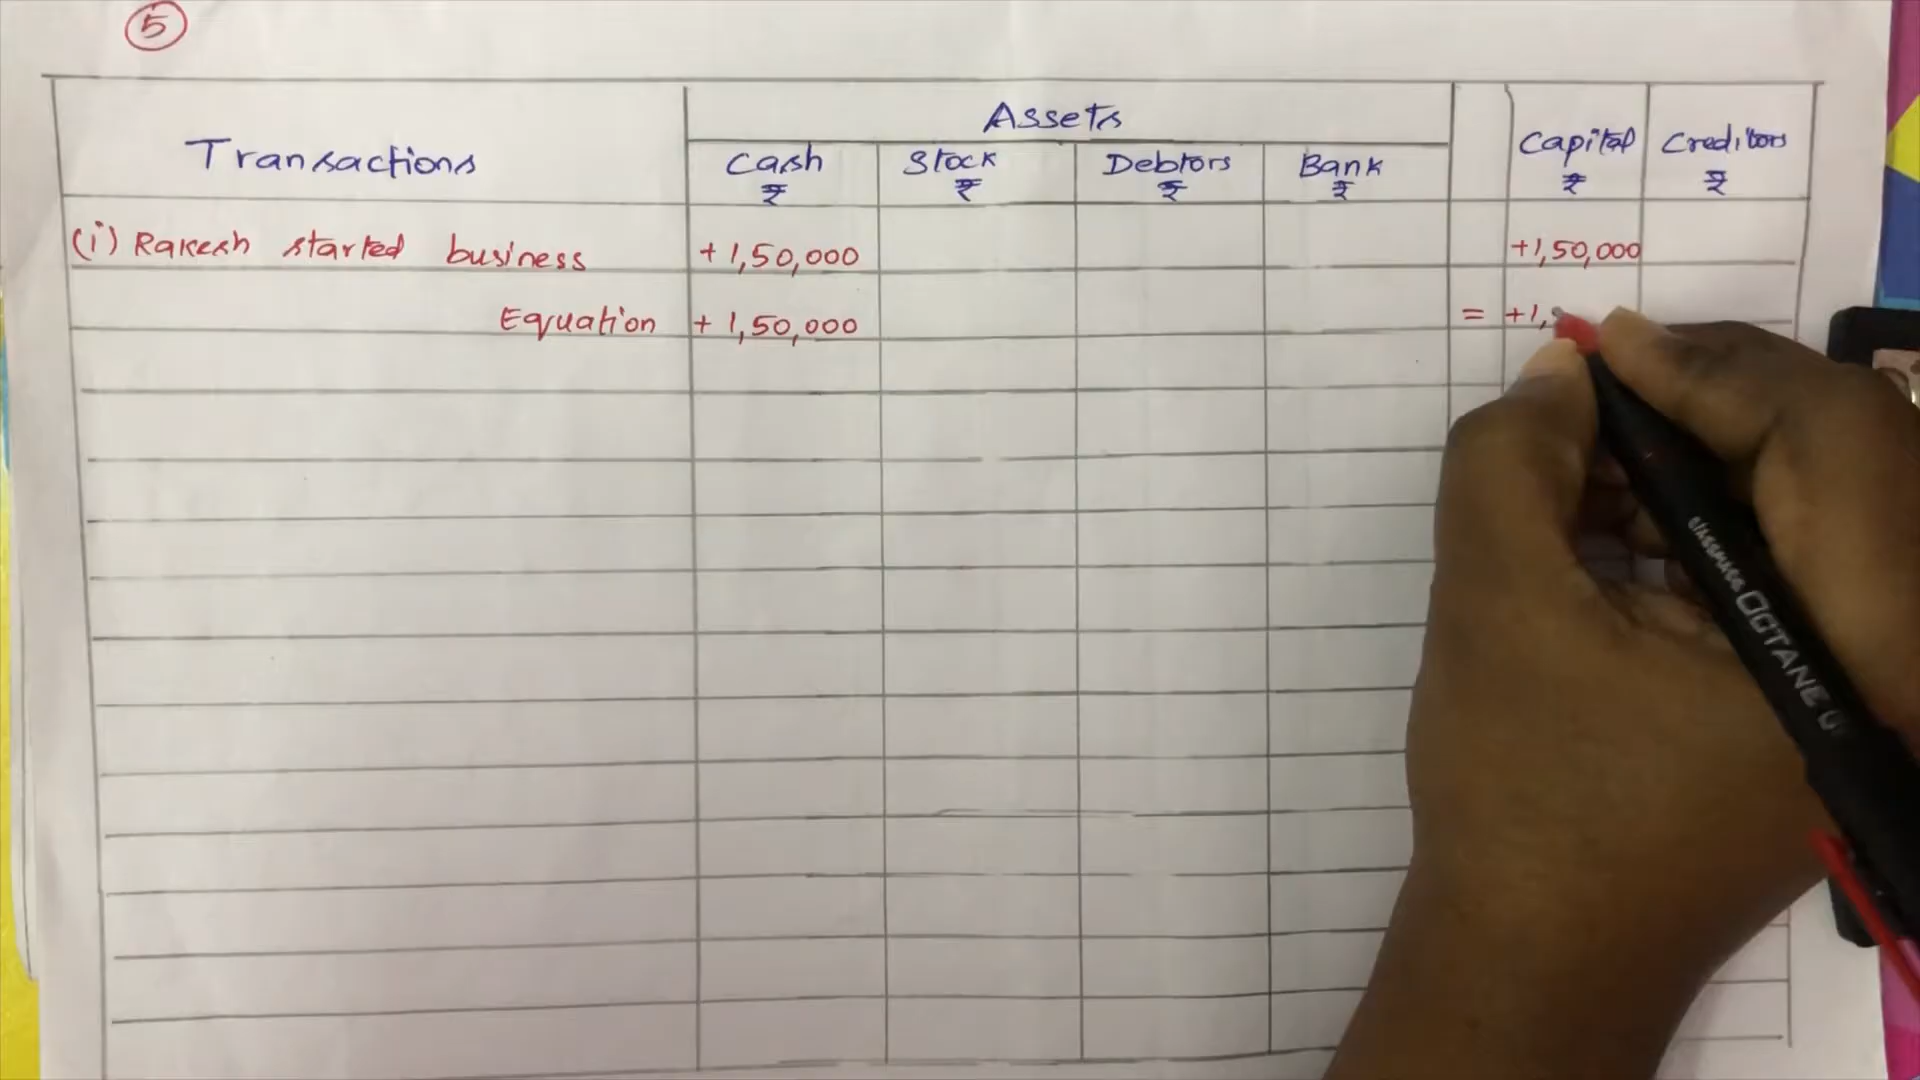 5
Assets
Transactions
Cash Stock Debtors Bank Capital Creditors
₹ ₹ ₹ ₹ ₹ ₹
(i) Rakesh started business +1,50,000 +1,50,000
Equation +1,50,000 = +1,
classmate OCTANE